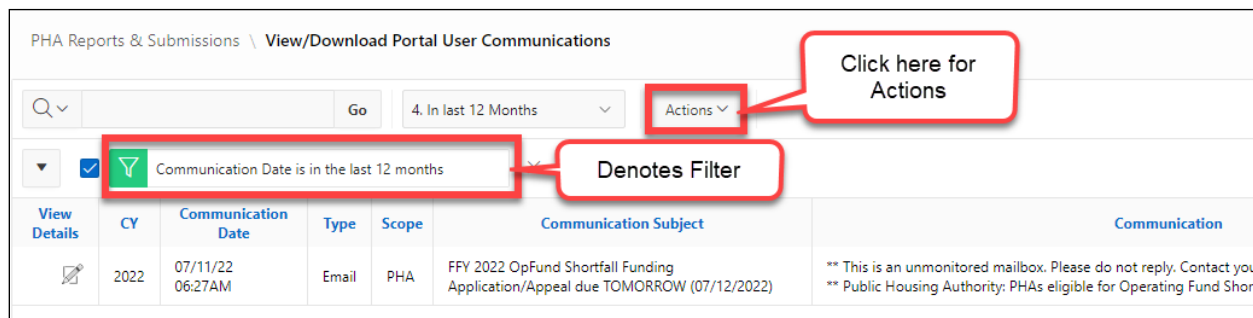 PHA Reports & Submissions \ View/Download Portal User Communications
Click here for
Actions
Go
4. In last 12 Months
Actions
Communication Date is in the last 12 months
Denotes Filter
View
Details
CY
Communication
Date
Type
Scope
Communication Subject
Communication
2022
07/11/22
06:27AM
Email
PHA
FFY 2022 OpFund Shortfall Funding
Application/Appeal due TOMORROW (07/12/2022)
** This is an unmonitored mailbox. Please do not reply. Contact you
** Public Housing Authority: PHAs eligible for Operating Fund Shor